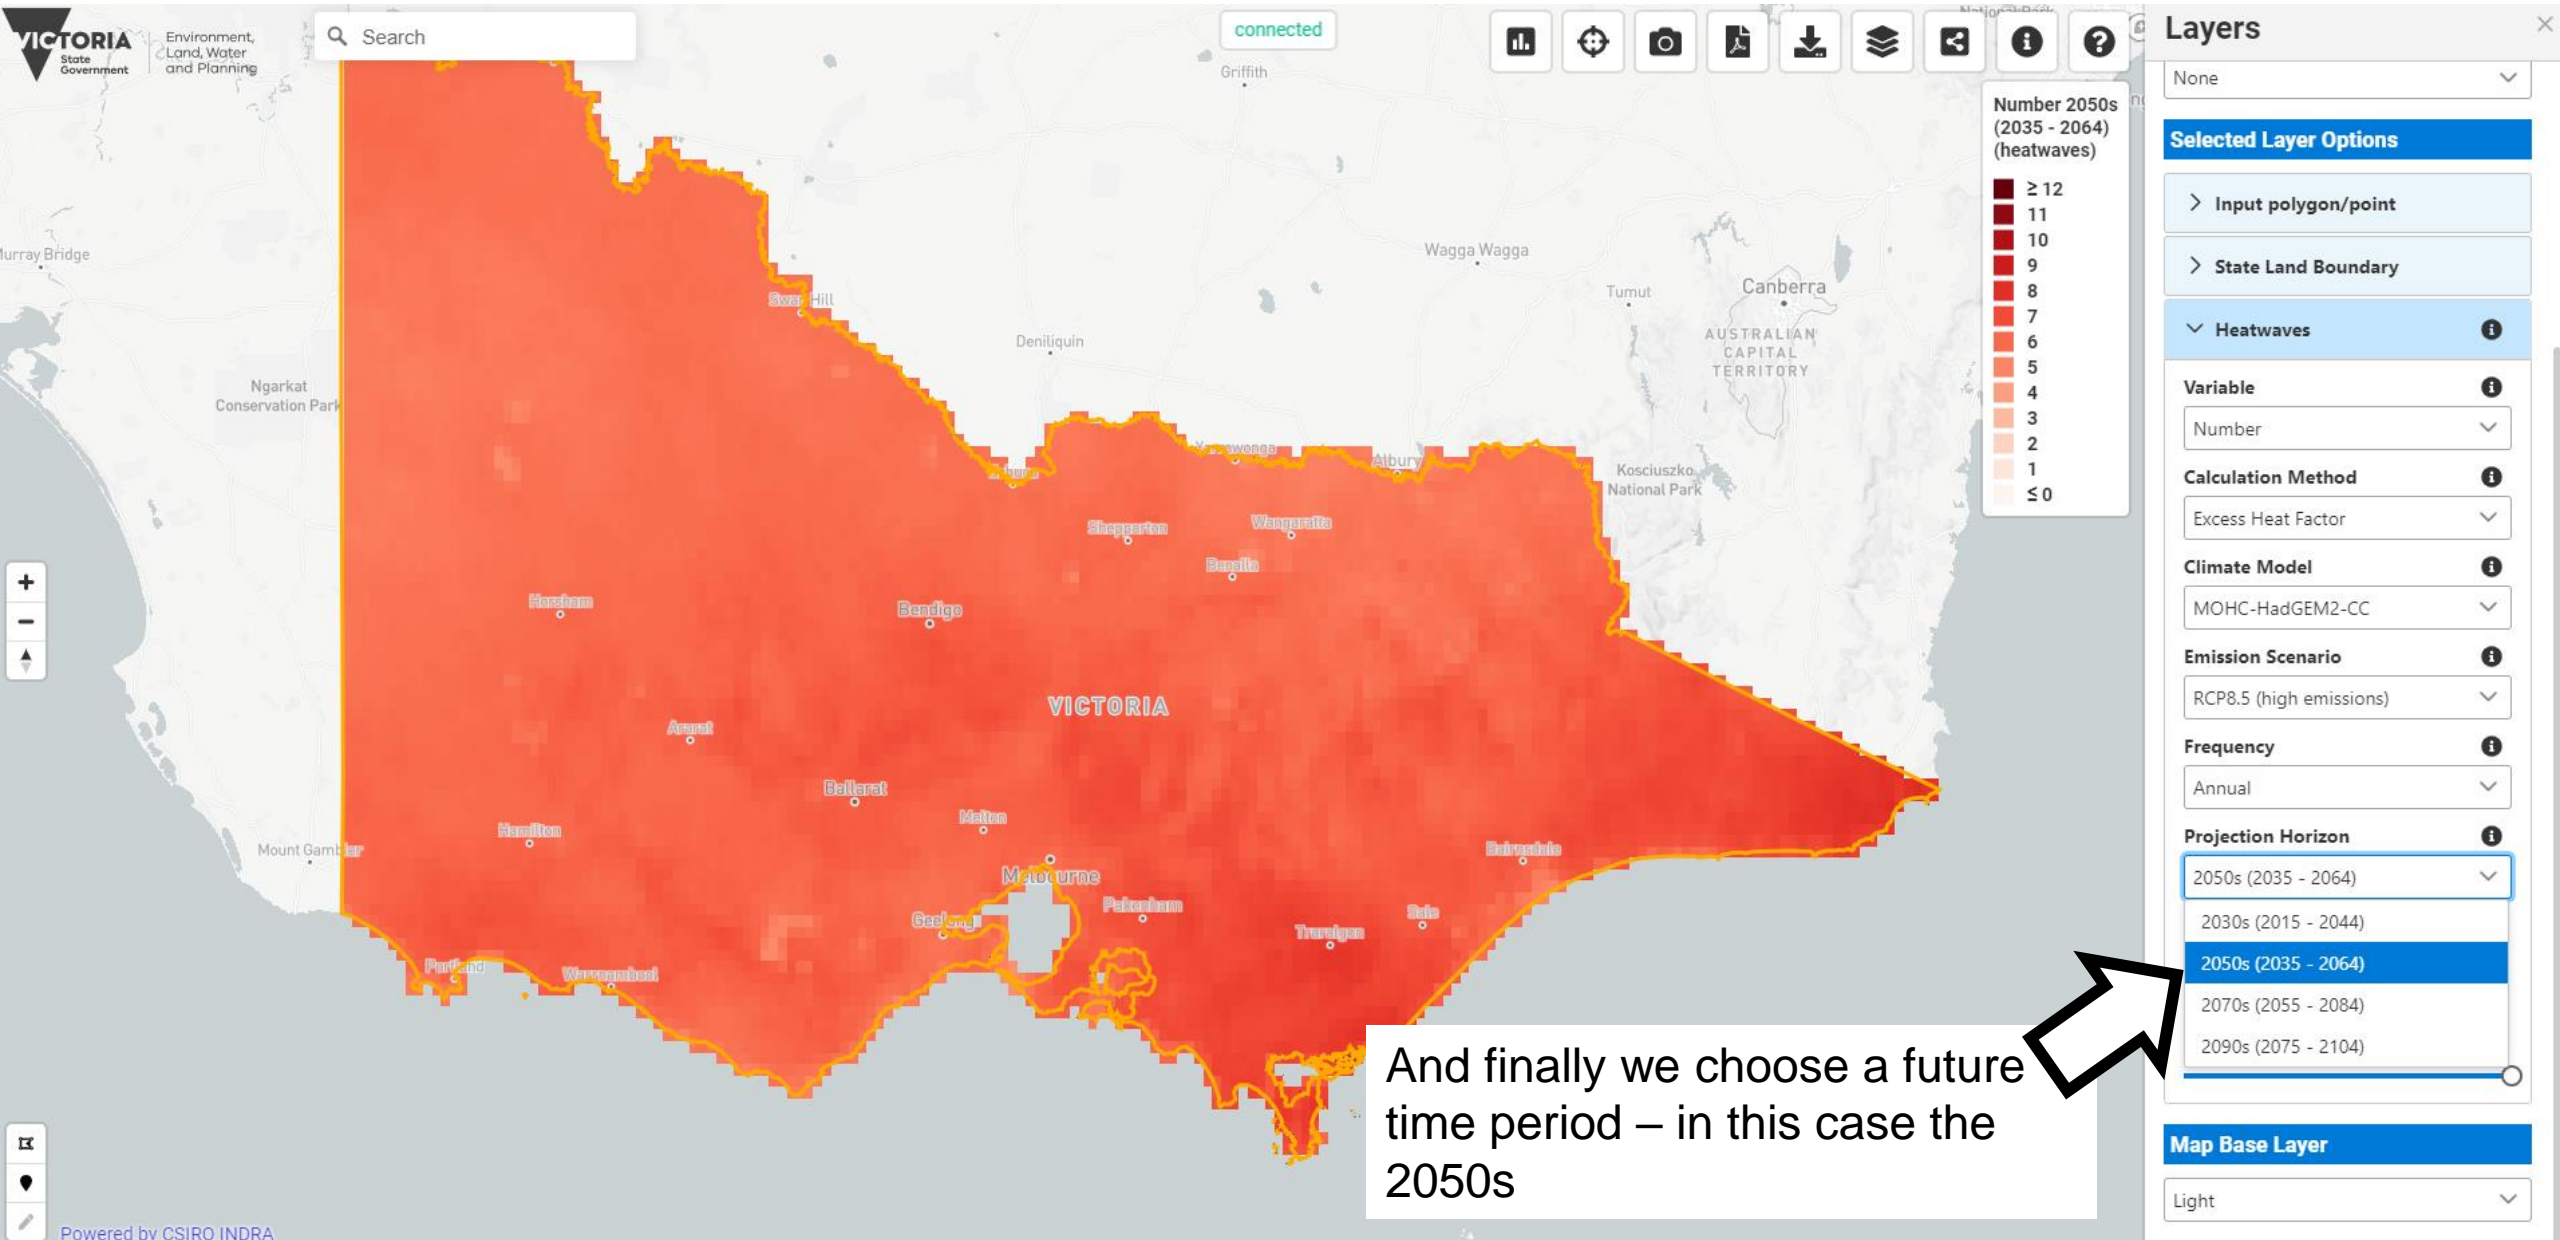 VICTORIA
State
Government
Environment,
Land, Water
and Planning
Search
connected
Griffith
Murray Bridge
Ngarkat
Conservation Park
Mount Gambier
Swan Hill
Deniliquin
Wagga Wagga
Tumut
Canberra
AUSTRALIAN
CAPITAL
TERRITORY
Kosciuszko
National Park
Albury
Shepparton
Wangaratta
Benalla
Horsham
Bendigo
VICTORIA
Ararat
Ballarat
Melton
Hamilton
Melbourne
Bairnsdale
Geelong
Pakenham
Sale
Traralgon
Portland
Warrnambool
Powered by CSIRO INDRA
Number 2050s
(2035 - 2064)
(heatwaves)
≥ 12
11
10
9
8
7
6
5
4
3
2
1
≤ 0
And finally we choose a future
time period – in this case the
2050s
Layers
None
Selected Layer Options
Input polygon/point
State Land Boundary
Heatwaves
Variable
Number
Calculation Method
Excess Heat Factor
Climate Model
MOHC-HadGEM2-CC
Emission Scenario
RCP8.5 (high emissions)
Frequency
Annual
Projection Horizon
2050s (2035 - 2064)
2030s (2015 - 2044)
2050s (2035 - 2064)
2070s (2055 - 2084)
2090s (2075 - 2104)
Map Base Layer
Light